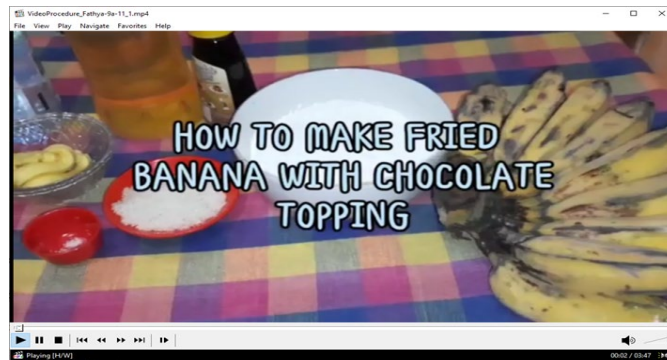 VideoProcedure_Fathya-9a-11_1.mp4
File View Play Navigate Favorites Help
HOW TO MAKE FRIED
BANANA WITH CHOCOLATE
TOPPING
Playing [H/W]
00:02 / 03:47